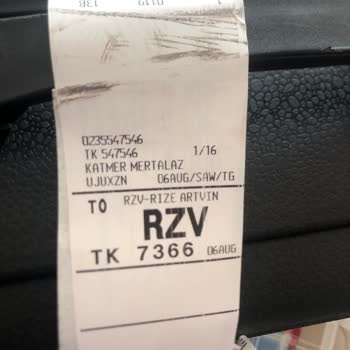 0235547546
TK 547546 1/16
KATMER MERTALAZ
UJUXZN 06AUG/SAW/TG
TO RZV-RIZE ARTVIN
RZV
TK 7366 06AUG